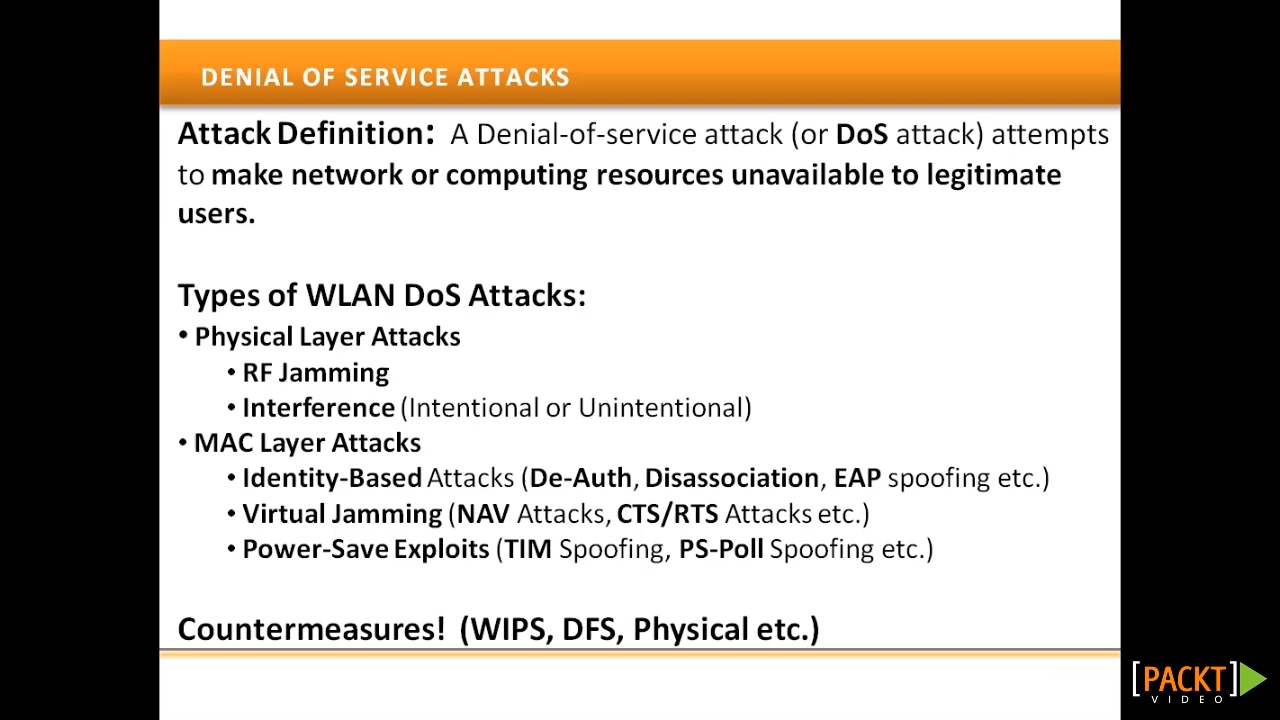 DENIAL OF SERVICE ATTACKS
Attack Definition: A Denial-of-service attack (or DoS attack) attempts
to make network or computing resources unavailable to legitimate
users.
Types of WLAN DoS Attacks:
• Physical Layer Attacks
• RF Jamming
• Interference (Intentional or Unintentional)
• MAC Layer Attacks
• Identity-Based Attacks (De-Auth, Disassociation, EAP spoofing etc.)
• Virtual Jamming (NAV Attacks, CTS/RTS Attacks etc.)
• Power-Save Exploits (TIM Spoofing, PS-Poll Spoofing etc.)
Countermeasures! (WIPS, DFS, Physical etc.)
[PACKT]
VIDEO